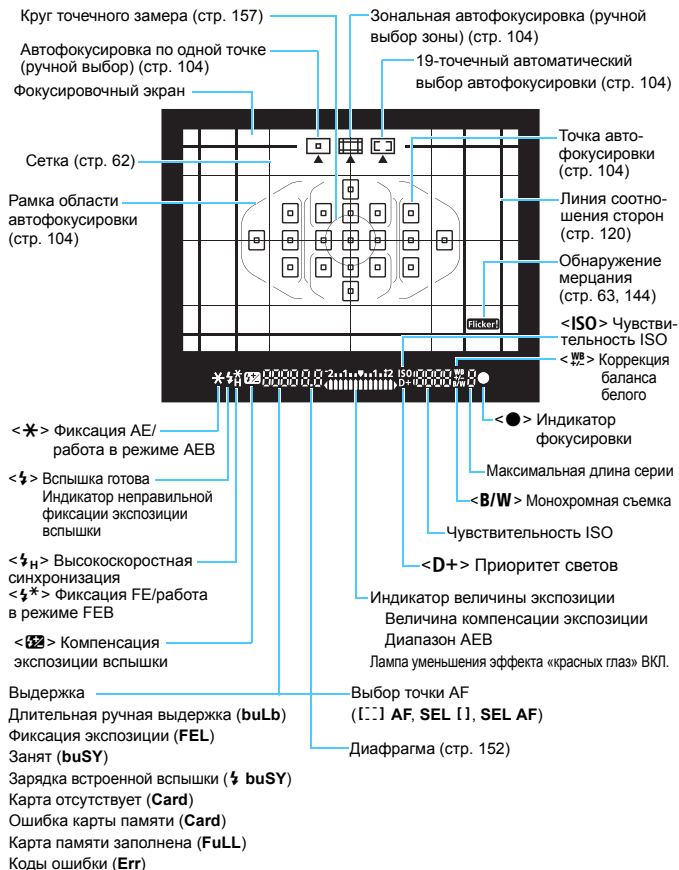 Круг точечного замера (стр. 157)
Автофокусировка по одной точке
(ручной выбор) (стр. 104)
Фокусировочный экран
Зональная автофокусировка (ручной
выбор зоны) (стр. 104)
19-точечный автоматический
выбор автофокусировки (стр. 104)
Сетка (стр. 62)
Рамка области
автофокусировки
(стр. 104)
Точка авто-
фокусировки
(стр. 104)
Линия соотно-
шения сторон
(стр. 120)
Обнаружение
мерцания
(стр. 63, 144)
Flicker!
<ISO> Чувстви-
тельность ISO
<WB +/-> Коррекция
баланса
белого
-2..1..▼..1.:2 ISO D+ WB +/- B/W
<✱> Фиксация AE/
работа в режиме AEB
<⚡> Вспышка готова
Индикатор неправильной
фиксации экспозиции
вспышки
<⚡H> Высокоскоростная
синхронизация
<⚡✱> Фиксация FE/работа
в режиме FEB
<⚡±> Компенсация
экспозиции вспышки
<●> Индикатор
фокусировки
Максимальная длина серии
<B/W> Монохромная съемка
Чувствительность ISO
<D+> Приоритет светов
Индикатор величины экспозиции
Величина компенсации экспозиции
Диапазон AEB
Лампа уменьшения эффекта «красных глаз» ВКЛ.
Выдержка
Длительная ручная выдержка (buLb)
Фиксация экспозиции (FEL)
Занят (buSY)
Зарядка встроенной вспышки (⚡ buSY)
Карта отсутствует (Card)
Ошибка карты памяти (Card)
Карта памяти заполнена (FuLL)
Коды ошибки (Err)
Выбор точки AF
([   ] AF, SEL [ ], SEL AF)
Диафрагма (стр. 152)